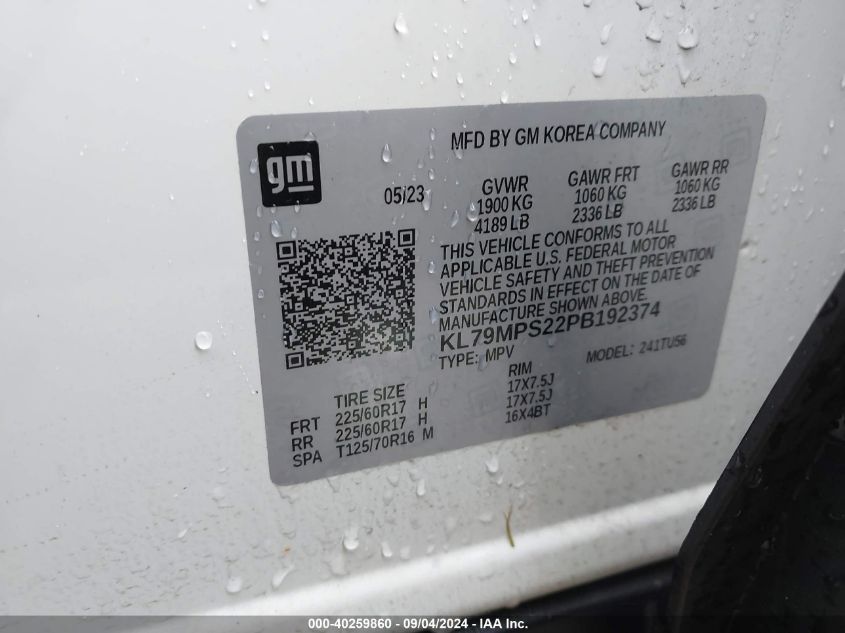 MFD BY GM KOREA COMPANY
gm
05/23
GVWR
1900 KG
4189 LB
GAWR FRT
1060 KG
2336 LB
GAWR RR
1060 KG
2336 LB
THIS VEHICLE CONFORMS TO ALL
APPLICABLE U.S. FEDERAL MOTOR
VEHICLE SAFETY AND THEFT PREVENTION
STANDARDS IN EFFECT ON THE DATE OF
MANUFACTURE SHOWN ABOVE.
KL79MPS22PB192374
TYPE: MPV MODEL: 241TU56
TIRE SIZE RIM
FRT 225/60R17 H 17X7.5J
RR 225/60R17 H 17X7.5J
SPA T125/70R16 M 16X4BT
000-40259860 - 09/04/2024 - IAA Inc.